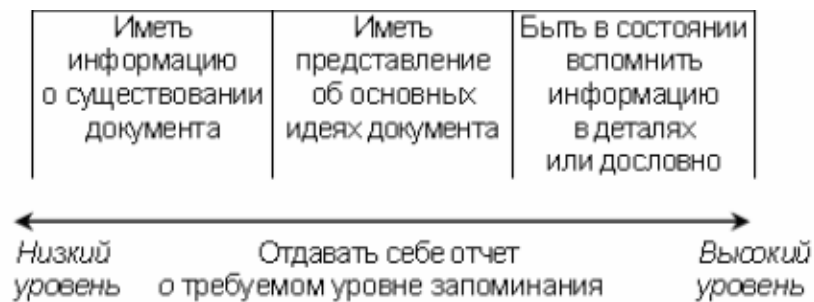 Иметь
информацию
о существовании
документа
Иметь
представление
об основных
идеях документа
Быть в состоянии
вспомнить
информацию
в деталях
или дословно
Низкий
уровень
Отдавать себе отчет
о требуемом уровне запоминания
Высокий
уровень